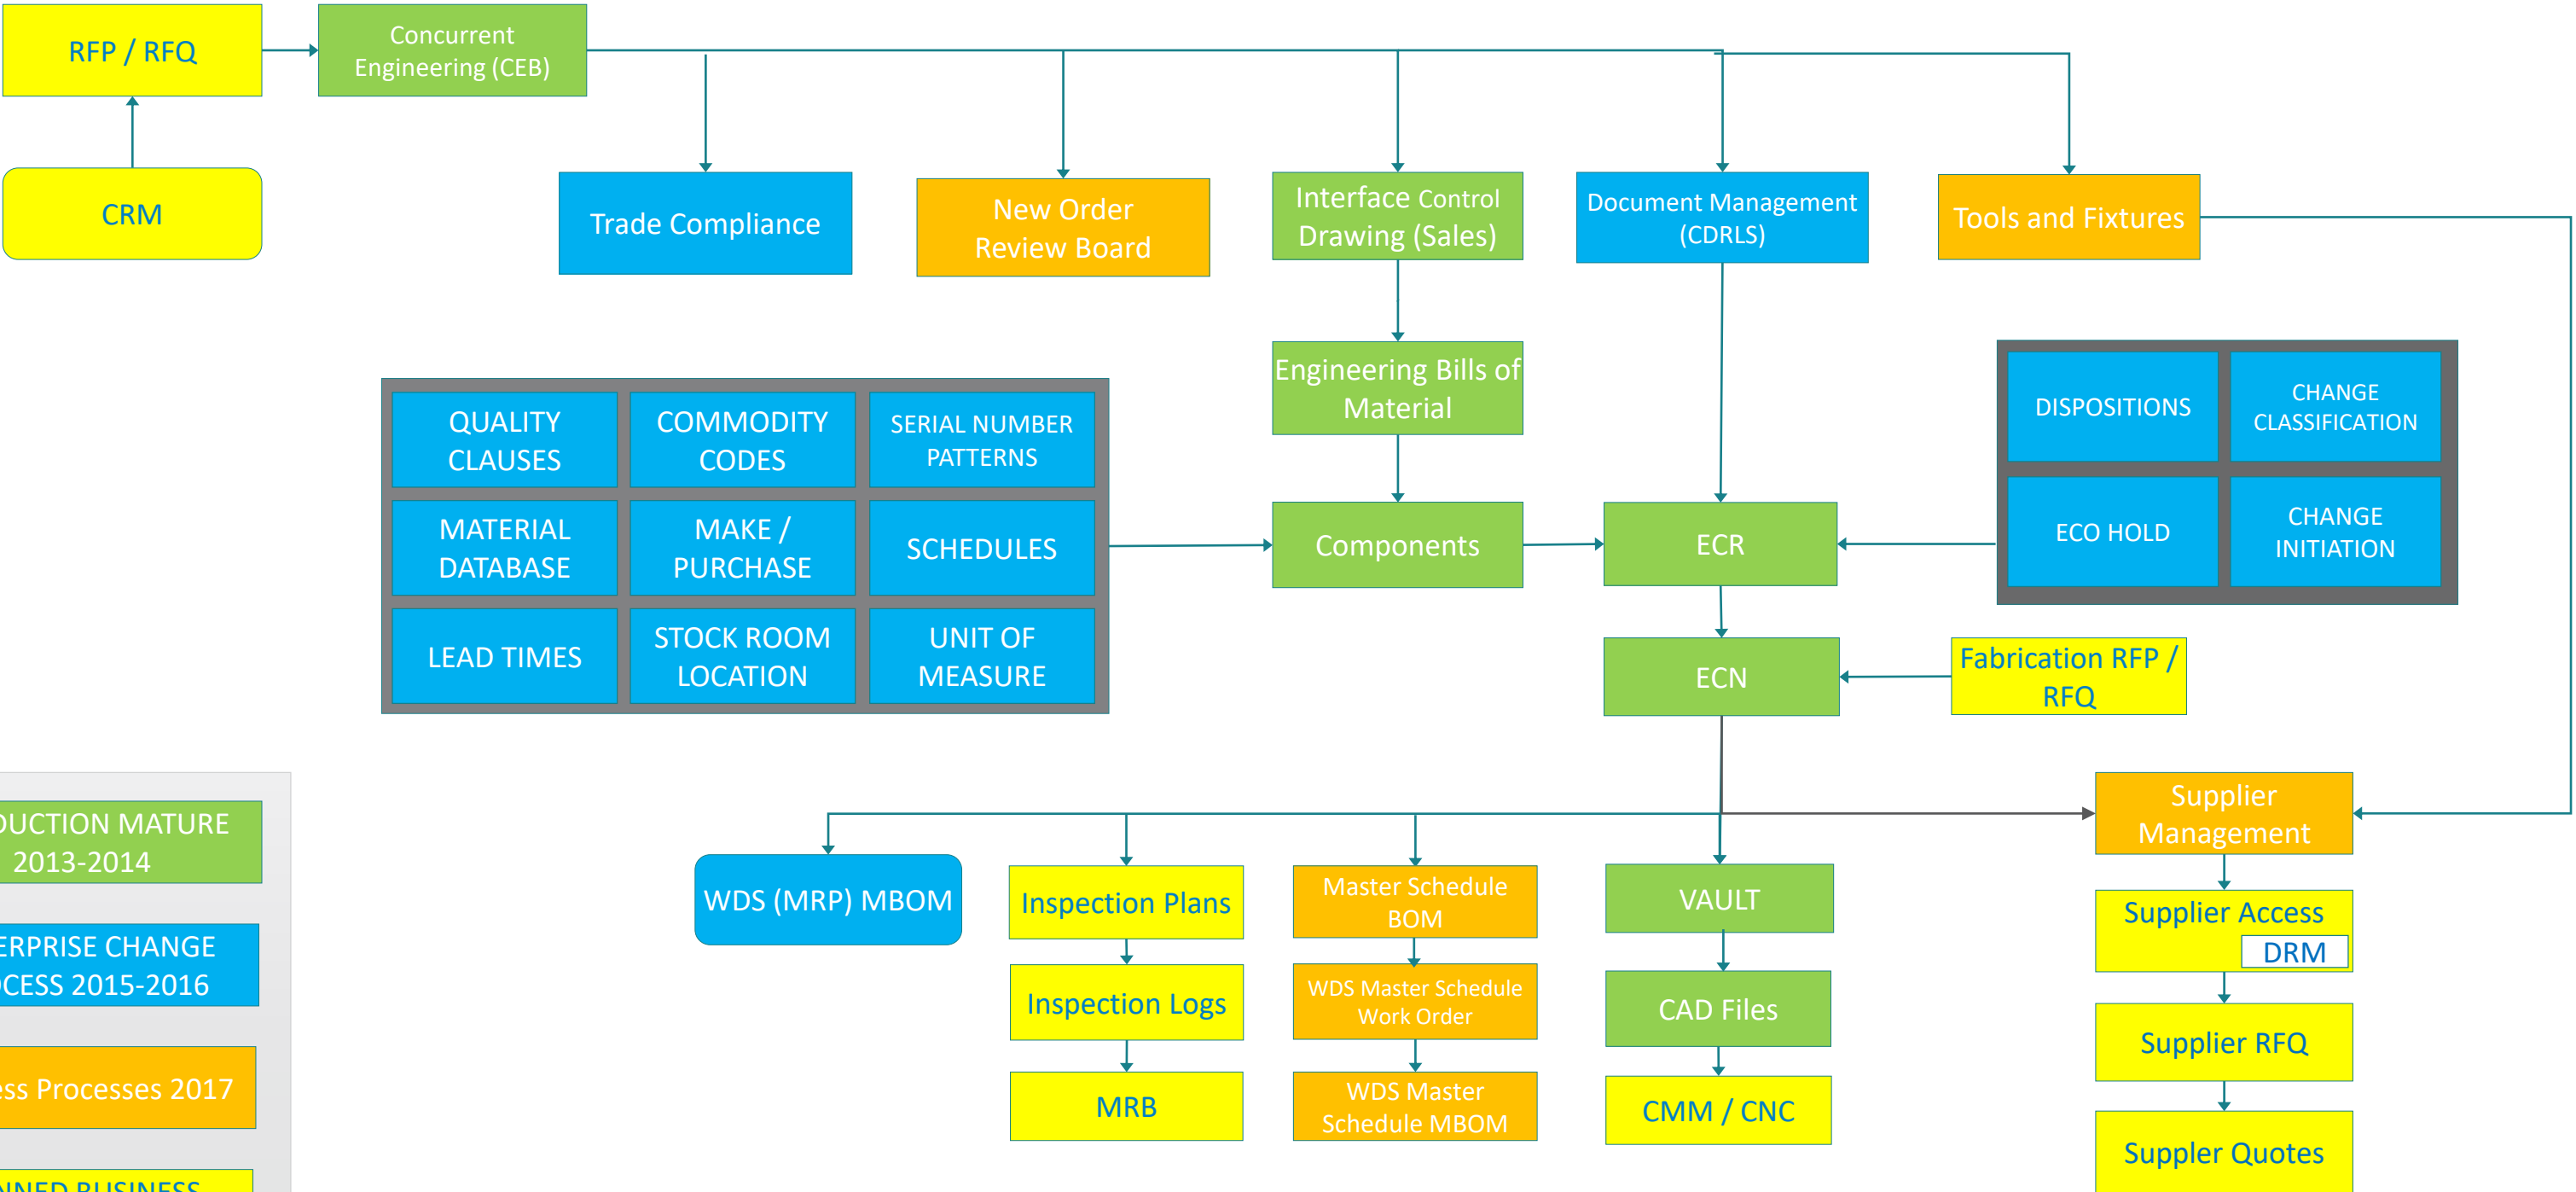 RFP / RFQ
Concurrent
Engineering (CEB)
CRM
Trade Compliance
New Order
Review Board
Interface Control
Drawing (Sales)
Document Management
(CDRLS)
Tools and Fixtures
Engineering Bills of
Material
QUALITY
CLAUSES
COMMODITY
CODES
SERIAL NUMBER
PATTERNS
MATERIAL
DATABASE
MAKE /
PURCHASE
SCHEDULES
LEAD TIMES
STOCK ROOM
LOCATION
UNIT OF
MEASURE
Components
ECR
DISPOSITIONS
CHANGE
CLASSIFICATION
ECO HOLD
CHANGE
INITIATION
ECN
Fabrication RFP /
RFQ
DUCTION MATURE
2013-2014
ERPRISE CHANGE
CESS 2015-2016
ess Processes 2017
NNED BUSINESS
WDS (MRP) MBOM
Inspection Plans
Inspection Logs
MRB
Master Schedule
BOM
WDS Master Schedule
Work Order
WDS Master
Schedule MBOM
VAULT
CAD Files
CMM / CNC
Supplier
Management
Supplier Access
DRM
Supplier RFQ
Suppler Quotes